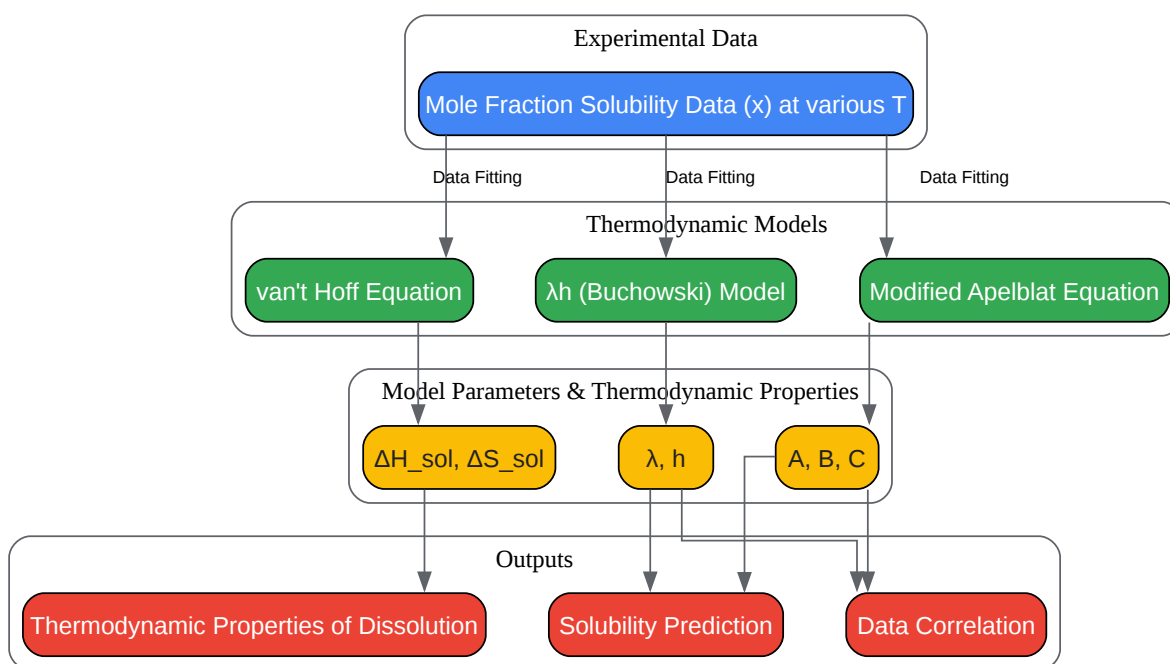 Experimental Data
Mole Fraction Solubility Data (x) at various T
Data Fitting
Data Fitting
Data Fitting
Thermodynamic Models
van't Hoff Equation
λh (Buchowski) Model
Modified Apelblat Equation
Model Parameters & Thermodynamic Properties
ΔH_sol, ΔS_sol
λ, h
A, B, C
Outputs
Thermodynamic Properties of Dissolution
Solubility Prediction
Data Correlation